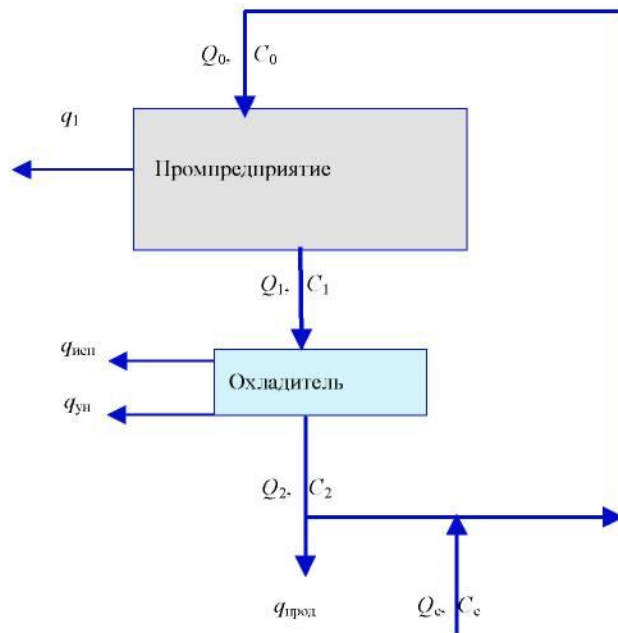 Q₀, C₀
q₁
Промпредприятие
Q₁, C₁
qисп
Охладитель
qун
Q₂, C₂
qпрод
Qс, Cс